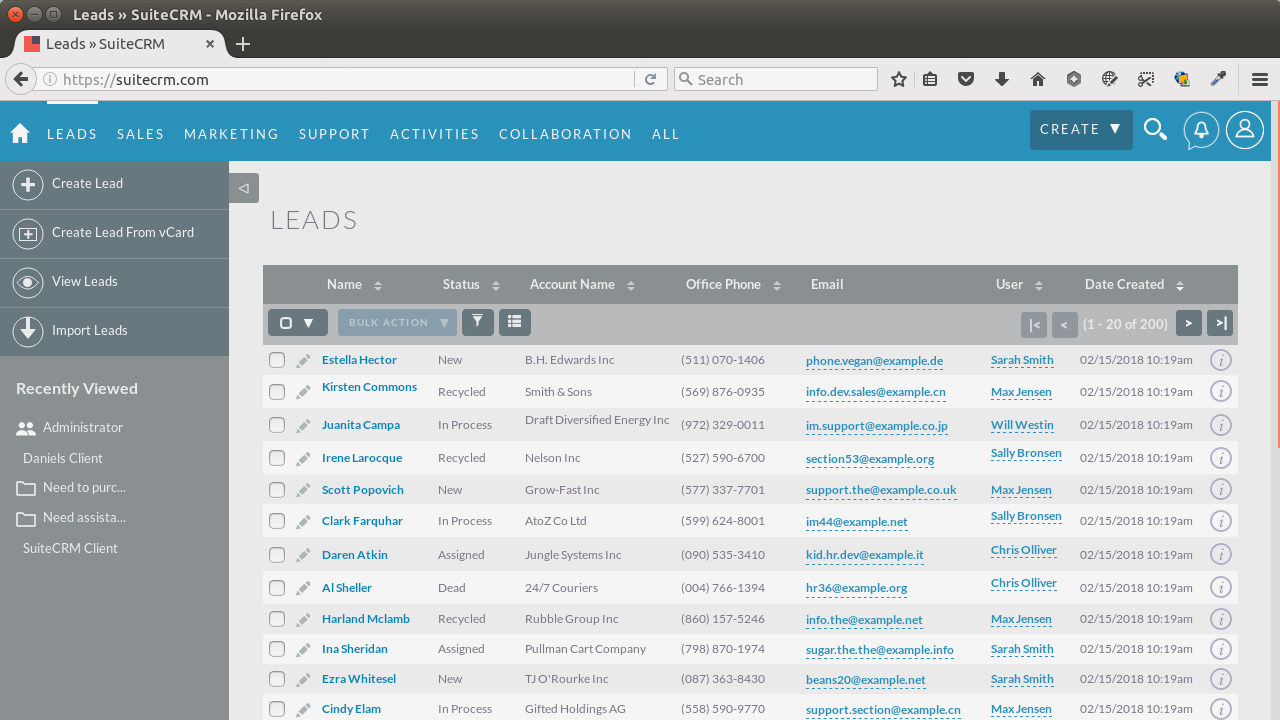 Leads » SuiteCRM - Mozilla Firefox
Leads » SuiteCRM
https://suitecrm.com
Search
LEADS SALES MARKETING SUPPORT ACTIVITIES COLLABORATION ALL CREATE
Create Lead
Create Lead From vCard
View Leads
Import Leads
Recently Viewed
Administrator
Daniels Client
Need to purc...
Need assista...
SuiteCRM Client
LEADS
Name Status Account Name Office Phone Email User Date Created
BULK ACTION (1 - 20 of 200)
Estella Hector New B.H. Edwards Inc (511) 070-1406 phone.vegan@example.de Sarah Smith 02/15/2018 10:19am
Kirsten Commons Recycled Smith & Sons (569) 876-0935 info.dev.sales@example.cn Max Jensen 02/15/2018 10:19am
Juanita Campa In Process Draft Diversified Energy Inc (972) 329-0011 im.support@example.co.jp Will Westin 02/15/2018 10:19am
Irene Larocque Recycled Nelson Inc (527) 590-6700 section53@example.org Sally Bronsen 02/15/2018 10:19am
Scott Popovich New Grow-Fast Inc (577) 337-7701 support.the@example.co.uk Max Jensen 02/15/2018 10:19am
Clark Farquhar In Process AtoZ Co Ltd (599) 624-8001 im44@example.net Sally Bronsen 02/15/2018 10:19am
Daren Atkin Assigned Jungle Systems Inc (090) 535-3410 kid.hr.dev@example.it Chris Olliver 02/15/2018 10:19am
Al Sheller Dead 24/7 Couriers (004) 766-1394 hr36@example.org Chris Olliver 02/15/2018 10:19am
Harland Mclamb Recycled Rubble Group Inc (860) 157-5246 info.the@example.net Max Jensen 02/15/2018 10:19am
Ina Sheridan Assigned Pullman Cart Company (798) 870-1974 sugar.the.the@example.info Sarah Smith 02/15/2018 10:19am
Ezra Whitesel New TJ O'Rourke Inc (087) 363-8430 beans20@example.net Sarah Smith 02/15/2018 10:19am
Cindy Elam In Process Gifted Holdings AG (558) 590-9770 support.section@example.cn Max Jensen 02/15/2018 10:19am